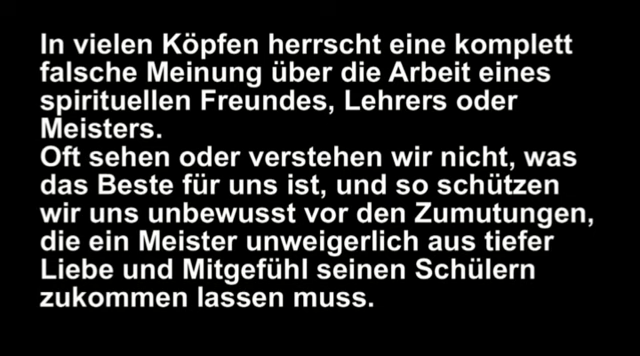 In vielen Köpfen herrscht eine komplett
falsche Meinung über die Arbeit eines
spirituellen Freundes, Lehrers oder
Meisters.
Oft sehen oder verstehen wir nicht, was
das Beste für uns ist, und so schützen
wir uns unbewusst vor den Zumutungen,
die ein Meister unweigerlich aus tiefer
Liebe und Mitgefühl seinen Schülern
zukommen lassen muss.